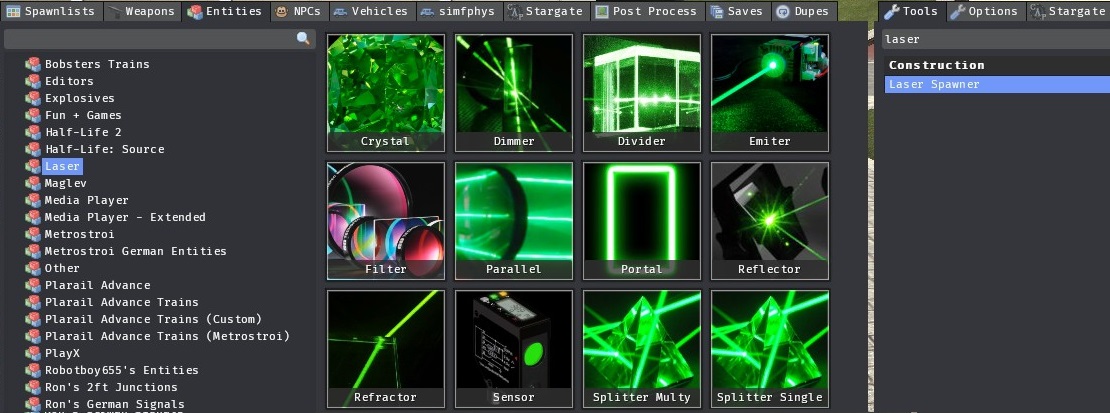 Spawnlists Weapons Entities NPCs Vehicles simfphys Stargate Post Process Saves Dupes
Bobsters Trains
Editors
Explosives
Fun + Games
Half-Life 2
Half-Life: Source
Laser
Maglev
Media Player
Media Player - Extended
Metrostroi
Metrostroi German Entities
Other
Plarail Advance
Plarail Advance Trains
Plarail Advance Trains (Custom)
Plarail Advance Trains (Metrostroi)
PlayX
Robotboy655's Entities
Ron's 2ft Junctions
Ron's German Signals
Crystal Dimmer Divider Emiter
Filter Parallel Portal Reflector
Refractor Sensor Splitter Multy Splitter Single
Tools Options Stargate
laser
Construction
Laser Spawner